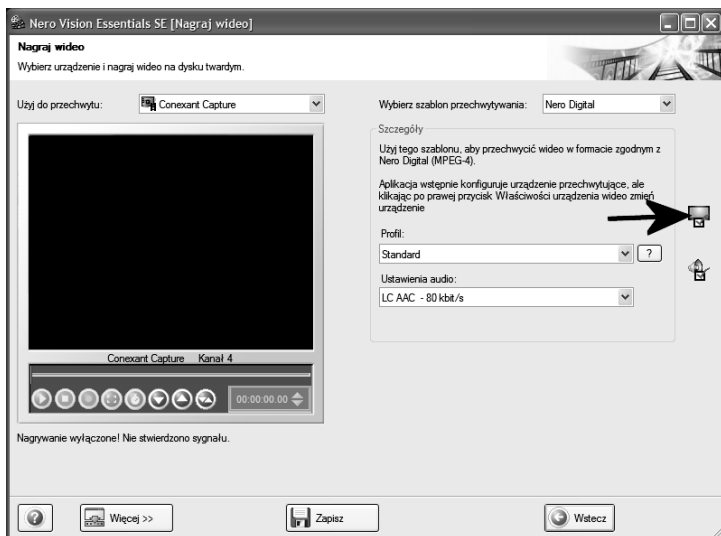 Nero Vision Essentials SE [Nagraj wideo]
Nagraj wideo
Wybierz urządzenie i nagraj wideo na dysku twardym.
Użyj do przechwytu:
Conexant Capture
Wybierz szablon przechwytywania:
Nero Digital
Szczegóły
Użyj tego szablonu, aby przechwycić wideo w formacie zgodnym z
Nero Digital (MPEG-4).
Aplikacja wstępnie konfiguruje urządzenie przechwytujące, ale
klikając po prawej przycisk Właściwości urządzenia wideo zmień
urządzenie
Profil:
Standard
?
Ustawienia audio:
LC AAC - 80 kbit/s
Conexant Capture Kanał 4
00:00:00.00
Nagrywanie wyłączone! Nie stwierdzono sygnału.
?
Więcej >>
Zapisz
Wstecz